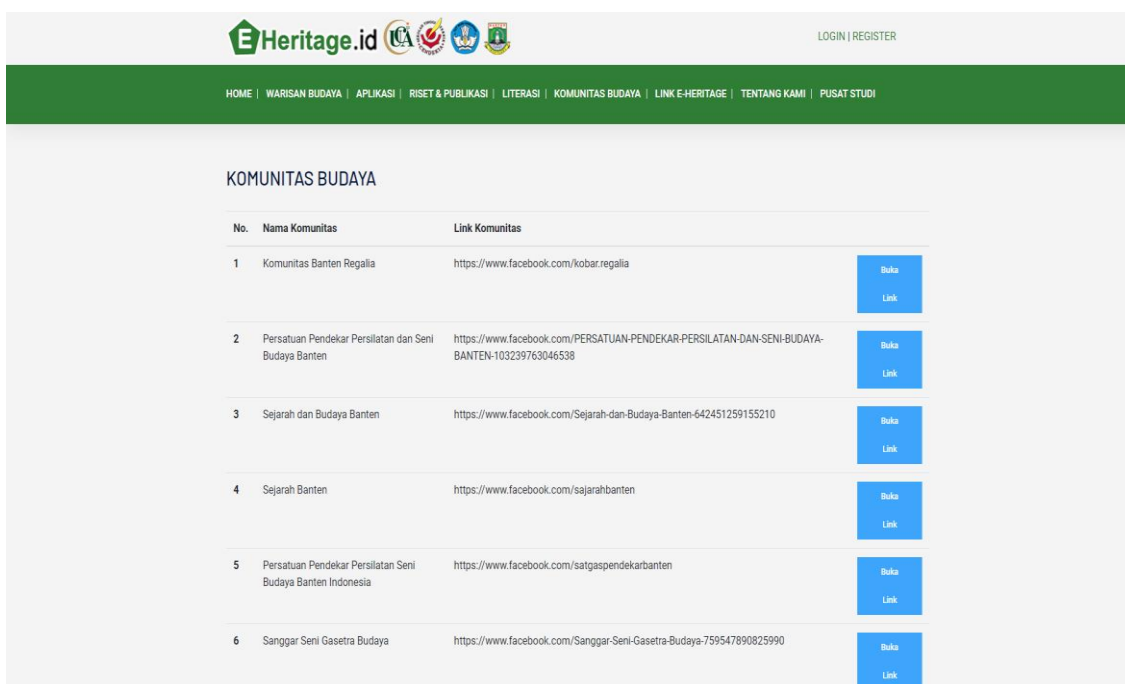 EHeritage.id
LOGIN | REGISTER
HOME | WARISAN BUDAYA | APLIKASI | RISET & PUBLIKASI | LITERASI | KOMUNITAS BUDAYA | LINK E-HERITAGE | TENTANG KAMI | PUSAT STUDI
KOMUNITAS BUDAYA
No. Nama Komunitas Link Komunitas
1 Komunitas Banten Regalia https://www.facebook.com/kobar.regalia Buka
Link
2 Persatuan Pendekar Persilatan dan Seni https://www.facebook.com/PERSATUAN-PENDEKAR-PERSILATAN-DAN-SENI-BUDAYA- Buka
Budaya Banten BANTEN-103239763046538
Link
3 Sejarah dan Budaya Banten https://www.facebook.com/Sejarah-dan-Budaya-Banten-642451259155210 Buka
Link
4 Sejarah Banten https://www.facebook.com/sajarahbanten Buka
Link
5 Persatuan Pendekar Persilatan Seni https://www.facebook.com/satgaspendekarbanten Buka
Budaya Banten Indonesia
Link
6 Sanggar Seni Gasetra Budaya https://www.facebook.com/Sanggar-Seni-Gasetra-Budaya-759547890825990 Buka
Link